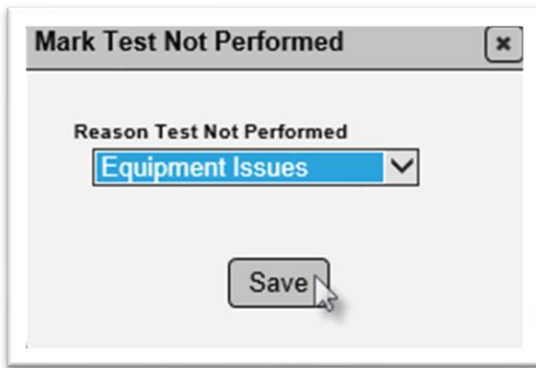 Mark Test Not Performed
Reason Test Not Performed
Equipment Issues
Save